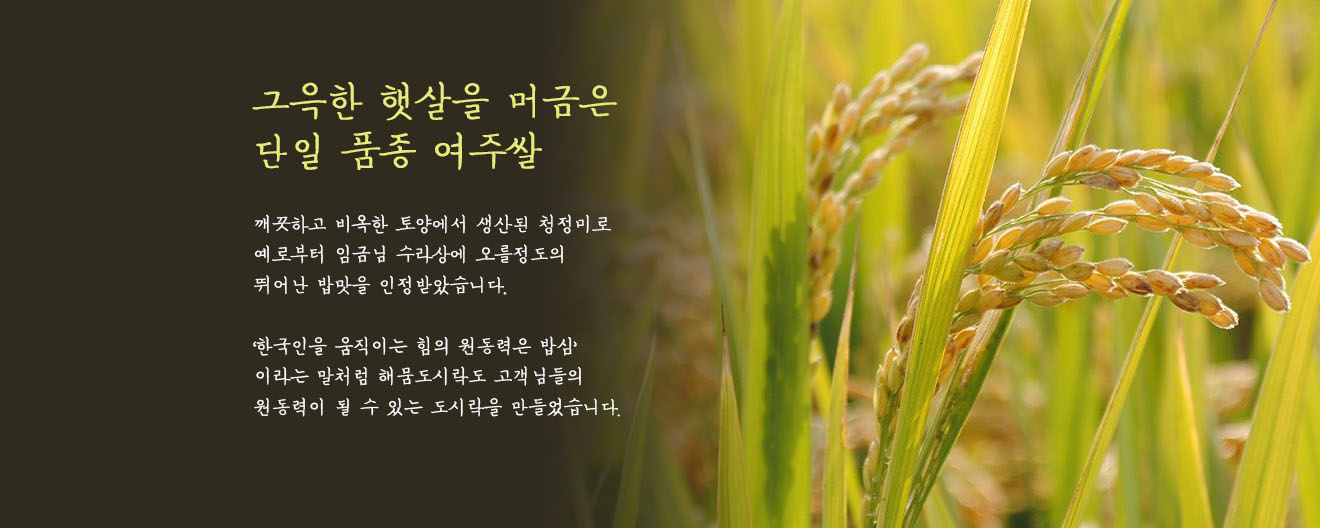 그윽한 햇살을 머금은
단일 품종 여주쌀
깨끗하고 비옥한 토양에서 생산된 청정미로
예로부터 임금님 수라상에 오를정도의
뛰어난 밥맛을 인정받았습니다.
‘한국인을 움직이는 힘의 원동력은 밥심’
이라는 말처럼 해품도시락도 고객님들의
원동력이 될 수 있는 도시락을 만들었습니다.